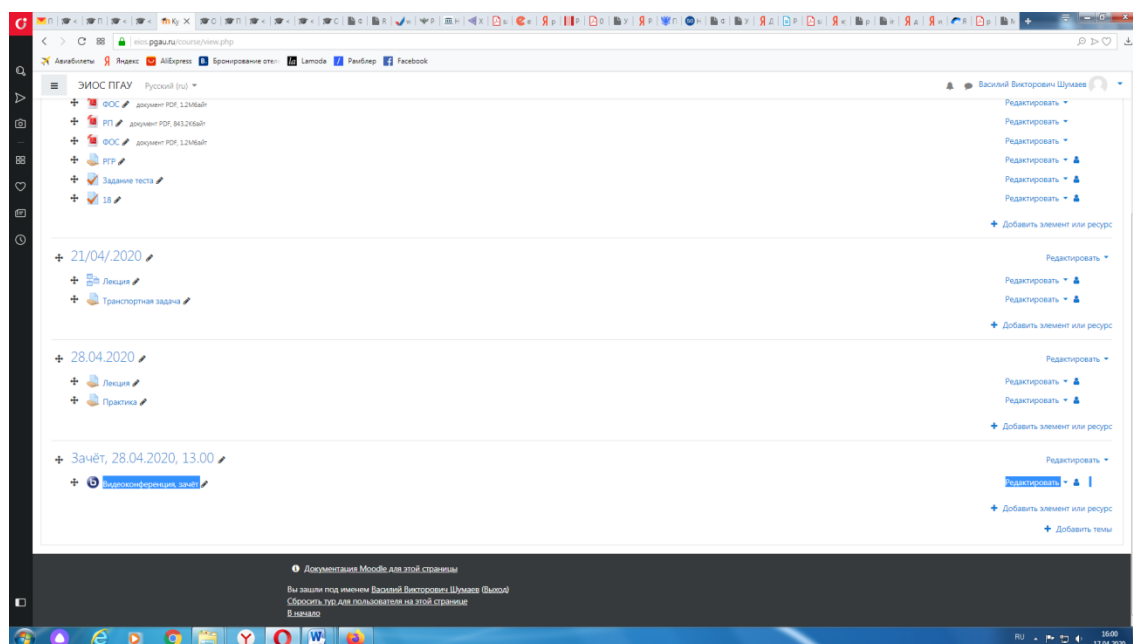 eios.pgau.ru/course/view.php
Авиабилеты Яндекс AliExpress Бронирование отел Lamoda Рамблер Facebook
ЭИОС ПГАУ Русский (ru) Василий Викторович Шумаев
ФОС документ PDF, 1.2Мбайт Редактировать
РП документ PDF, 843.2Кбайт Редактировать
ФОС документ PDF, 1.2Мбайт Редактировать
РГР Редактировать
Задание теста Редактировать
18 Редактировать
Добавить элемент или ресурс
21/04/.2020 Редактировать
Лекция Редактировать
Транспортная задача Редактировать
Добавить элемент или ресурс
28.04.2020 Редактировать
Лекция Редактировать
Практика Редактировать
Добавить элемент или ресурс
Зачёт, 28.04.2020, 13.00 Редактировать
Видеоконференция, зачёт Редактировать
Добавить элемент или ресурс
Добавить темы
Документация Moodle для этой страницы
Вы зашли под именем Василий Викторович Шумаев (Выход)
Сбросить тур для пользователя на этой странице
В начало
RU 16:00
17.04.2020